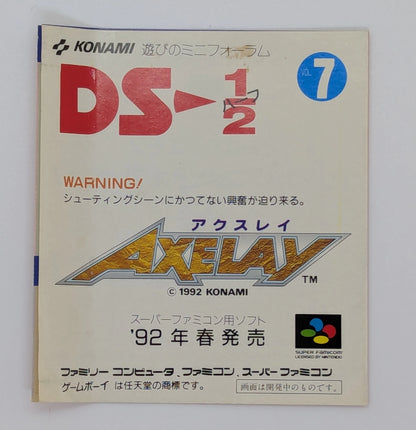 KONAMI 遊びのミニフォーラム
DS 1/2 ハーフ
VOL. 7
WARNING!
シューティングシーンにかつてない興奮が迫り来る。
アクスレイ
AXELAY TM
© 1992 KONAMI
スーパーファミコン用ソフト
'92年春発売
SUPER FAMICOM
LICENSED BY NINTENDO
ファミリー コンピュータ、ファミコン、スーパー ファミコン
ゲームボーイ は任天堂の商標です。
画面は開発中のものです。